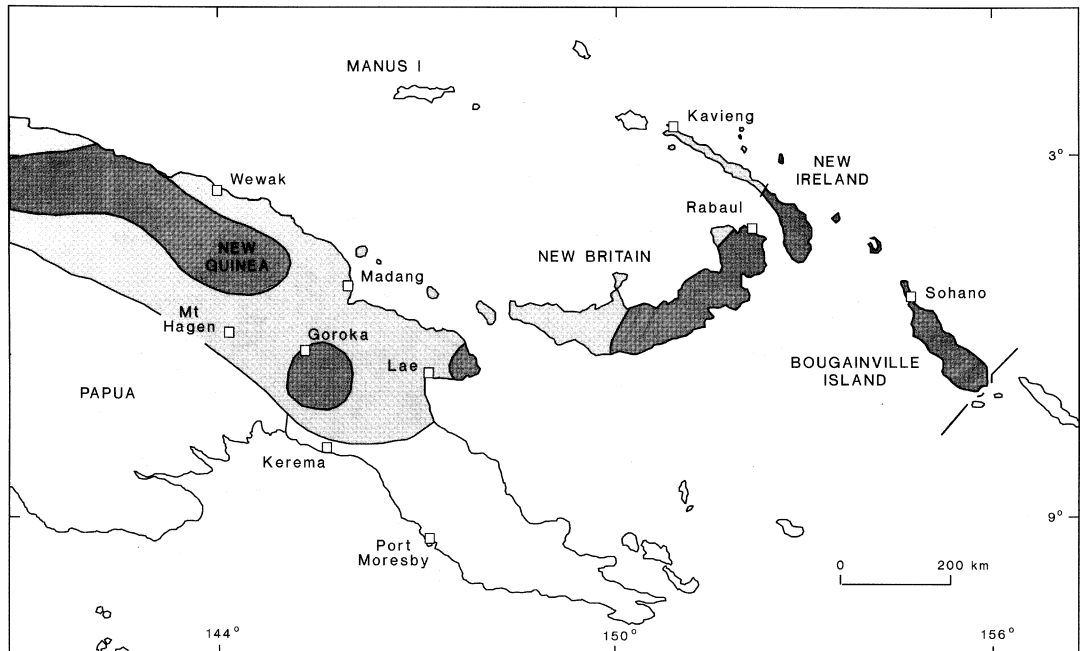 MANUS I
Kavieng
3°
NEW
IRELAND
Wewak
Rabaul
NEW
GUINEA
NEW BRITAIN
Madang
Sohano
Mt
Hagen
Goroka
BOUGAINVILLE
ISLAND
Lae
PAPUA
Kerema
9°
Port
Moresby
0 200 km
144°
150°
156°